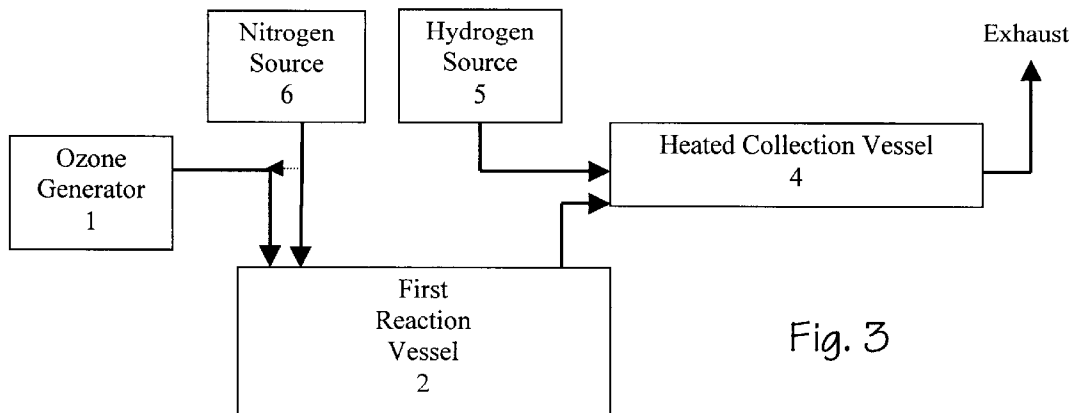 Nitrogen
Source
6
Hydrogen
Source
5
Exhaust
Ozone
Generator
1
Heated Collection Vessel
4
First
Reaction
Vessel
2
Fig. 3